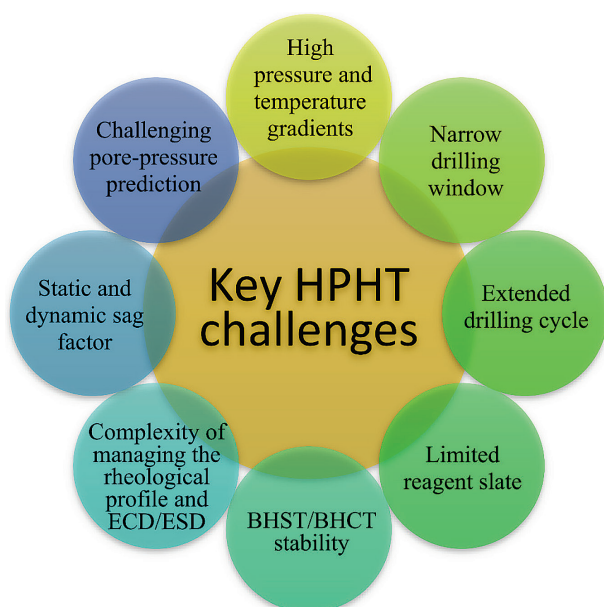 High
pressure and
temperature
gradients
Narrow
drilling
window
Extended
drilling cycle
Limited
reagent slate
BHST/BHCT
stability
Complexity of
managing the
rheological
profile and
ECD/ESD
Static and
dynamic sag
factor
Challenging
pore-pressure
prediction
Key HPHT
challenges